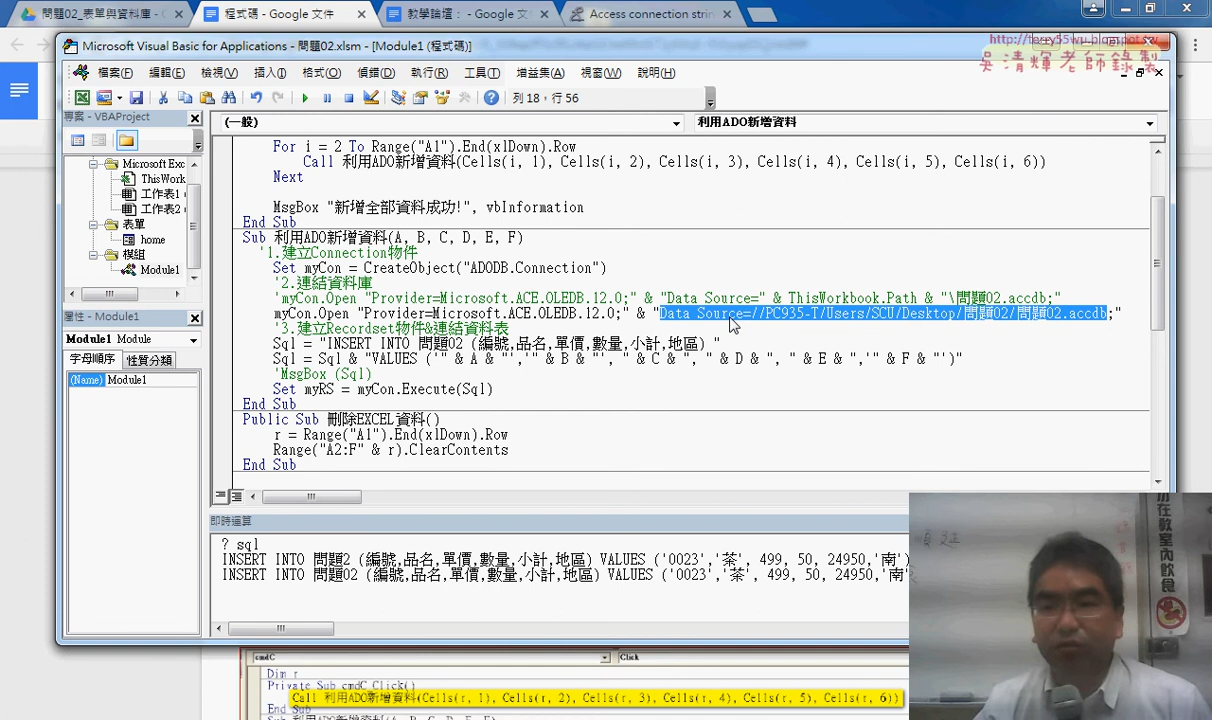 問題02_表單與資料庫 -
程式碼 - Google 文件
教學論壇： - Google 文件
Access connection strin
Microsoft Visual Basic for Applications - 問題02.xlsm - [Module1 (程式碼)]
吳清輝老師錄製
檔案(F) 編輯(E) 檢視(V) 插入(I) 格式(O) 偵錯(D) 執行(R) 工具(T) 增益集(A) 視窗(W) 說明(H)
列 18，行 56
專案 - VBAProject
(一般)
利用ADO新增資料
Microsoft Exc
ThisWork
工作表1
工作表2
表單
home
模組
Module1
For i = 2 To Range("A1").End(xlDown).Row
Call 利用ADO新增資料(Cells(i, 1), Cells(i, 2), Cells(i, 3), Cells(i, 4), Cells(i, 5), Cells(i, 6))
Next
MsgBox "新增全部資料成功!", vbInformation
End Sub
Sub 利用ADO新增資料(A, B, C, D, E, F)
'1.建立Connection物件
Set myCon = CreateObject("ADODB.Connection")
'2.連結資料庫
'myCon.Open "Provider=Microsoft.ACE.OLEDB.12.0;" & "Data Source=" & ThisWorkbook.Path & "\問題02.accdb;"
myCon.Open "Provider=Microsoft.ACE.OLEDB.12.0;" & "Data Source=//PC935-T/Users/SCU/Desktop/問題02/問題02.accdb;"
'3.建立Recordset物件&連結資料表
Sql = "INSERT INTO 問題02 (編號,品名,單價,數量,小計,地區) "
Sql = Sql & "VALUES ('" & A & "','" & B & "', " & C & ", " & D & ", " & E & ",'" & F & "')"
'MsgBox (Sql)
Set myRS = myCon.Execute(Sql)
End Sub
Public Sub 刪除EXCEL資料()
r = Range("A1").End(xlDown).Row
Range("A2:F" & r).ClearContents
End Sub
屬性 - Module1
Module1 Module
字母順序 性質分類
(Name) Module1
即時運算
? sql
INSERT INTO 問題2 (編號,品名,單價,數量,小計,地區) VALUES ('0023','茶', 499, 50, 24950,'南')
INSERT INTO 問題02 (編號,品名,單價,數量,小計,地區) VALUES ('0023','茶', 499, 50, 24950,'南'
cmdC
Click
Dim r
Private Sub cmdC_Click()
Call 利用ADO新增資料(Cells(r, 1), Cells(r, 2), Cells(r, 3), Cells(r, 4), Cells(r, 5), Cells(r, 6))
End Sub
在教室內飲食